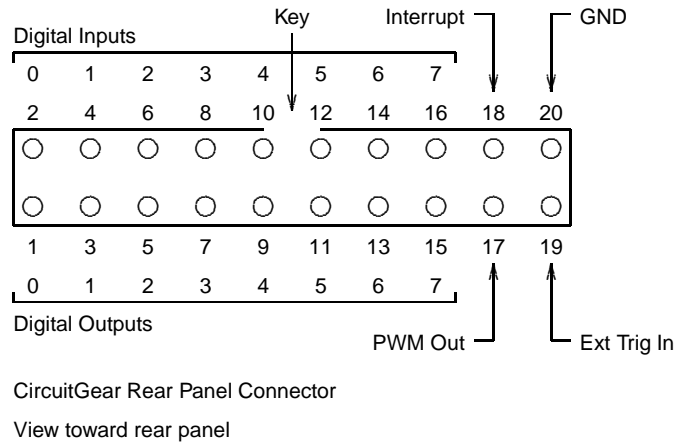 Key Interrupt GND
Digital Inputs
0 1 2 3 4 5 6 7
2 4 6 8 10 12 14 16 18 20
1 3 5 7 9 11 13 15 17 19
0 1 2 3 4 5 6 7
Digital Outputs
PWM Out Ext Trig In
CircuitGear Rear Panel Connector
View toward rear panel